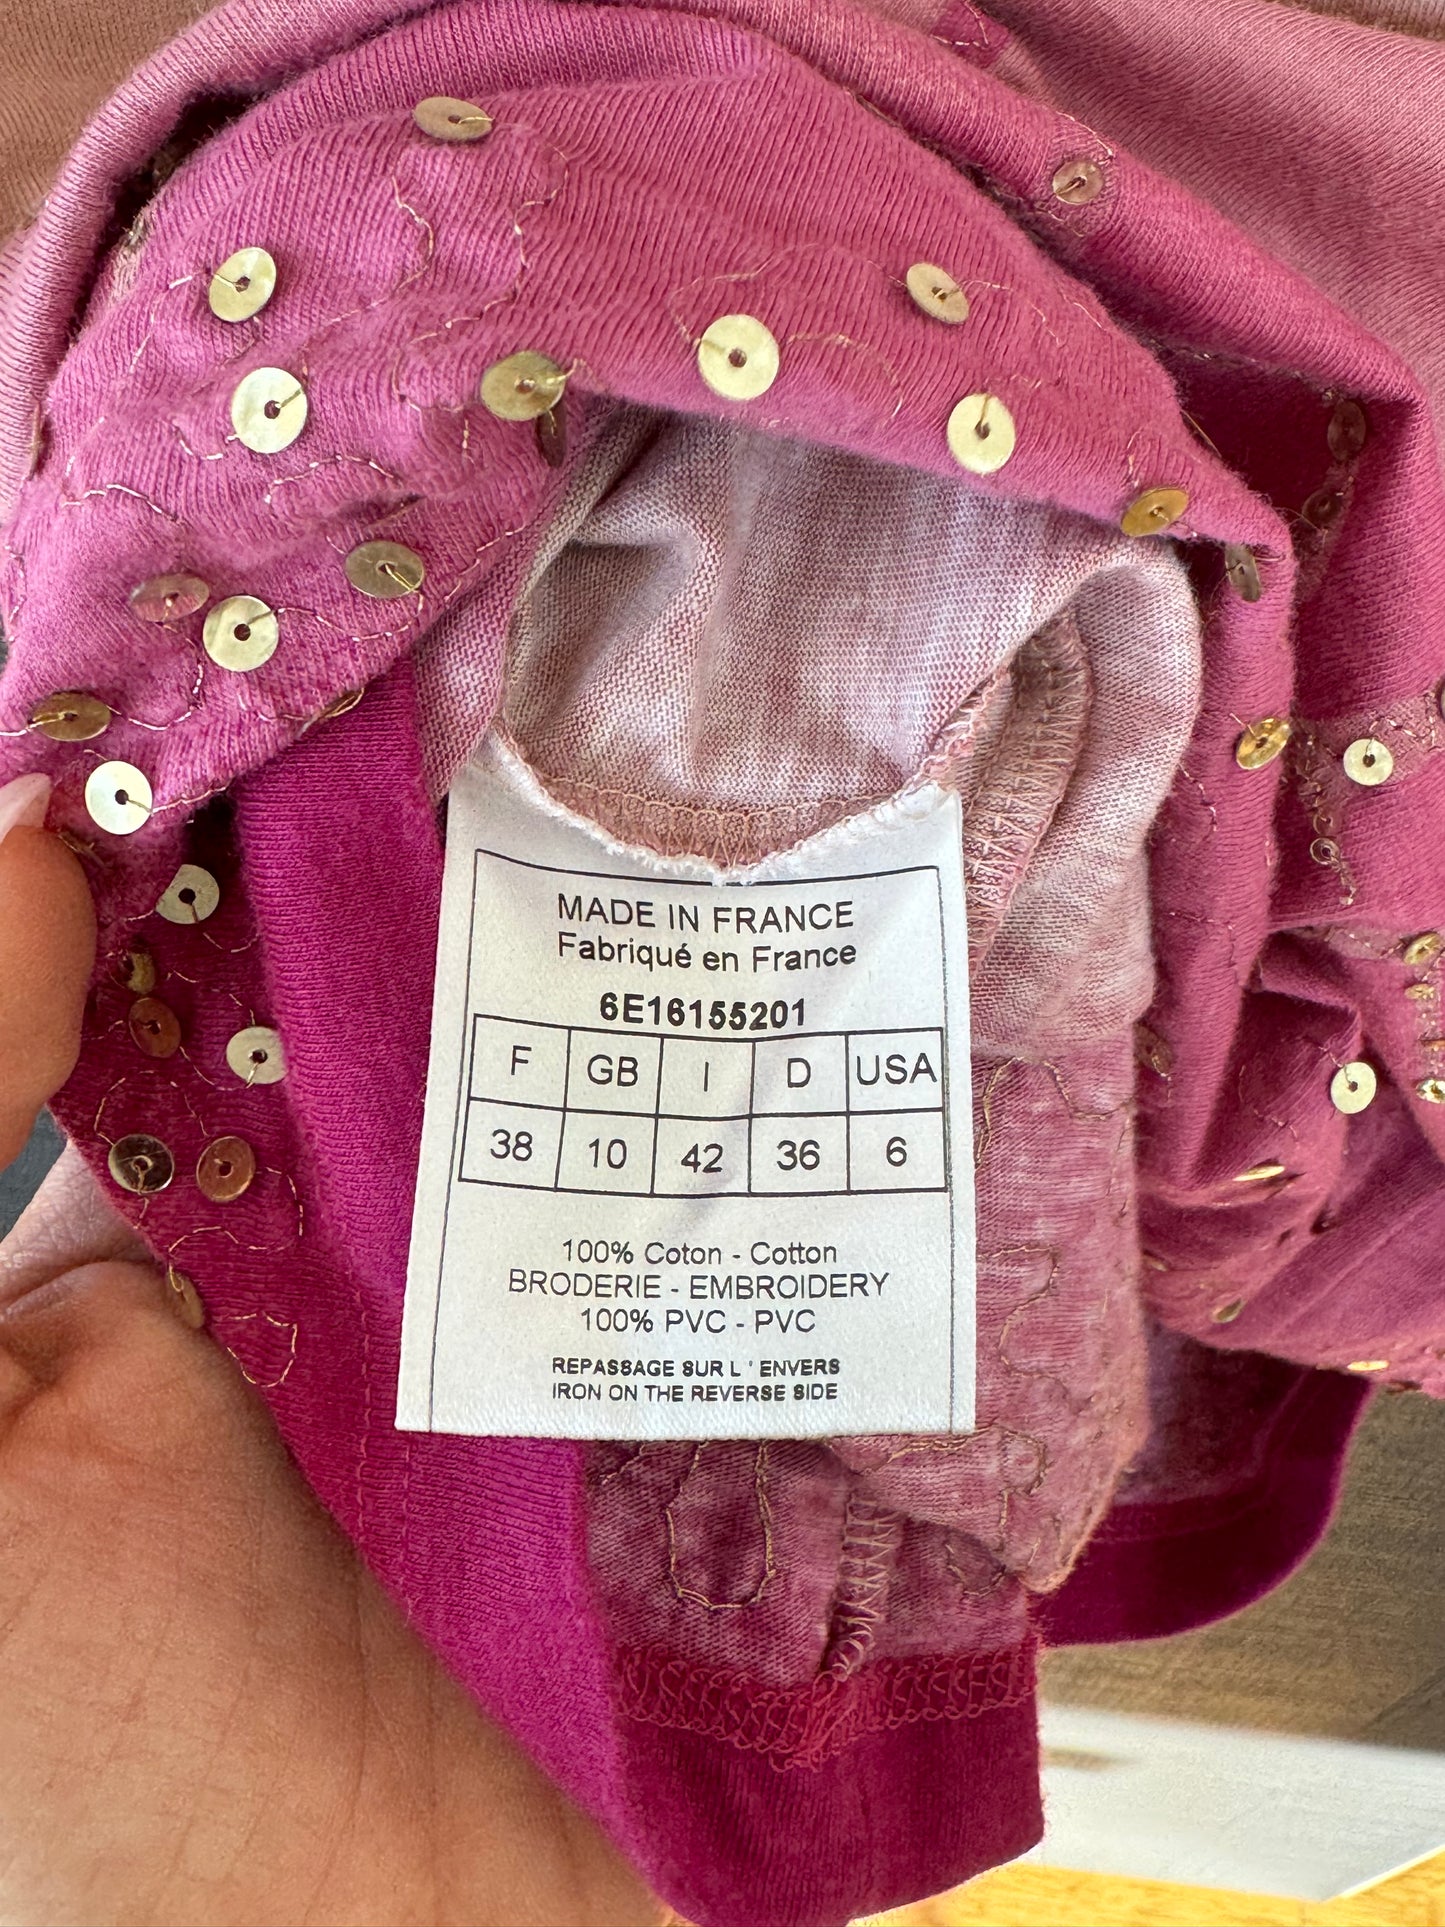 MADE IN FRANCE
Fabriqué en France
6E16155201
F GB I D USA
38 10 42 36 6
100% Coton - Cotton
BRODERIE - EMBROIDERY
100% PVC - PVC
REPASSAGE SUR L ' ENVERS
IRON ON THE REVERSE SIDE